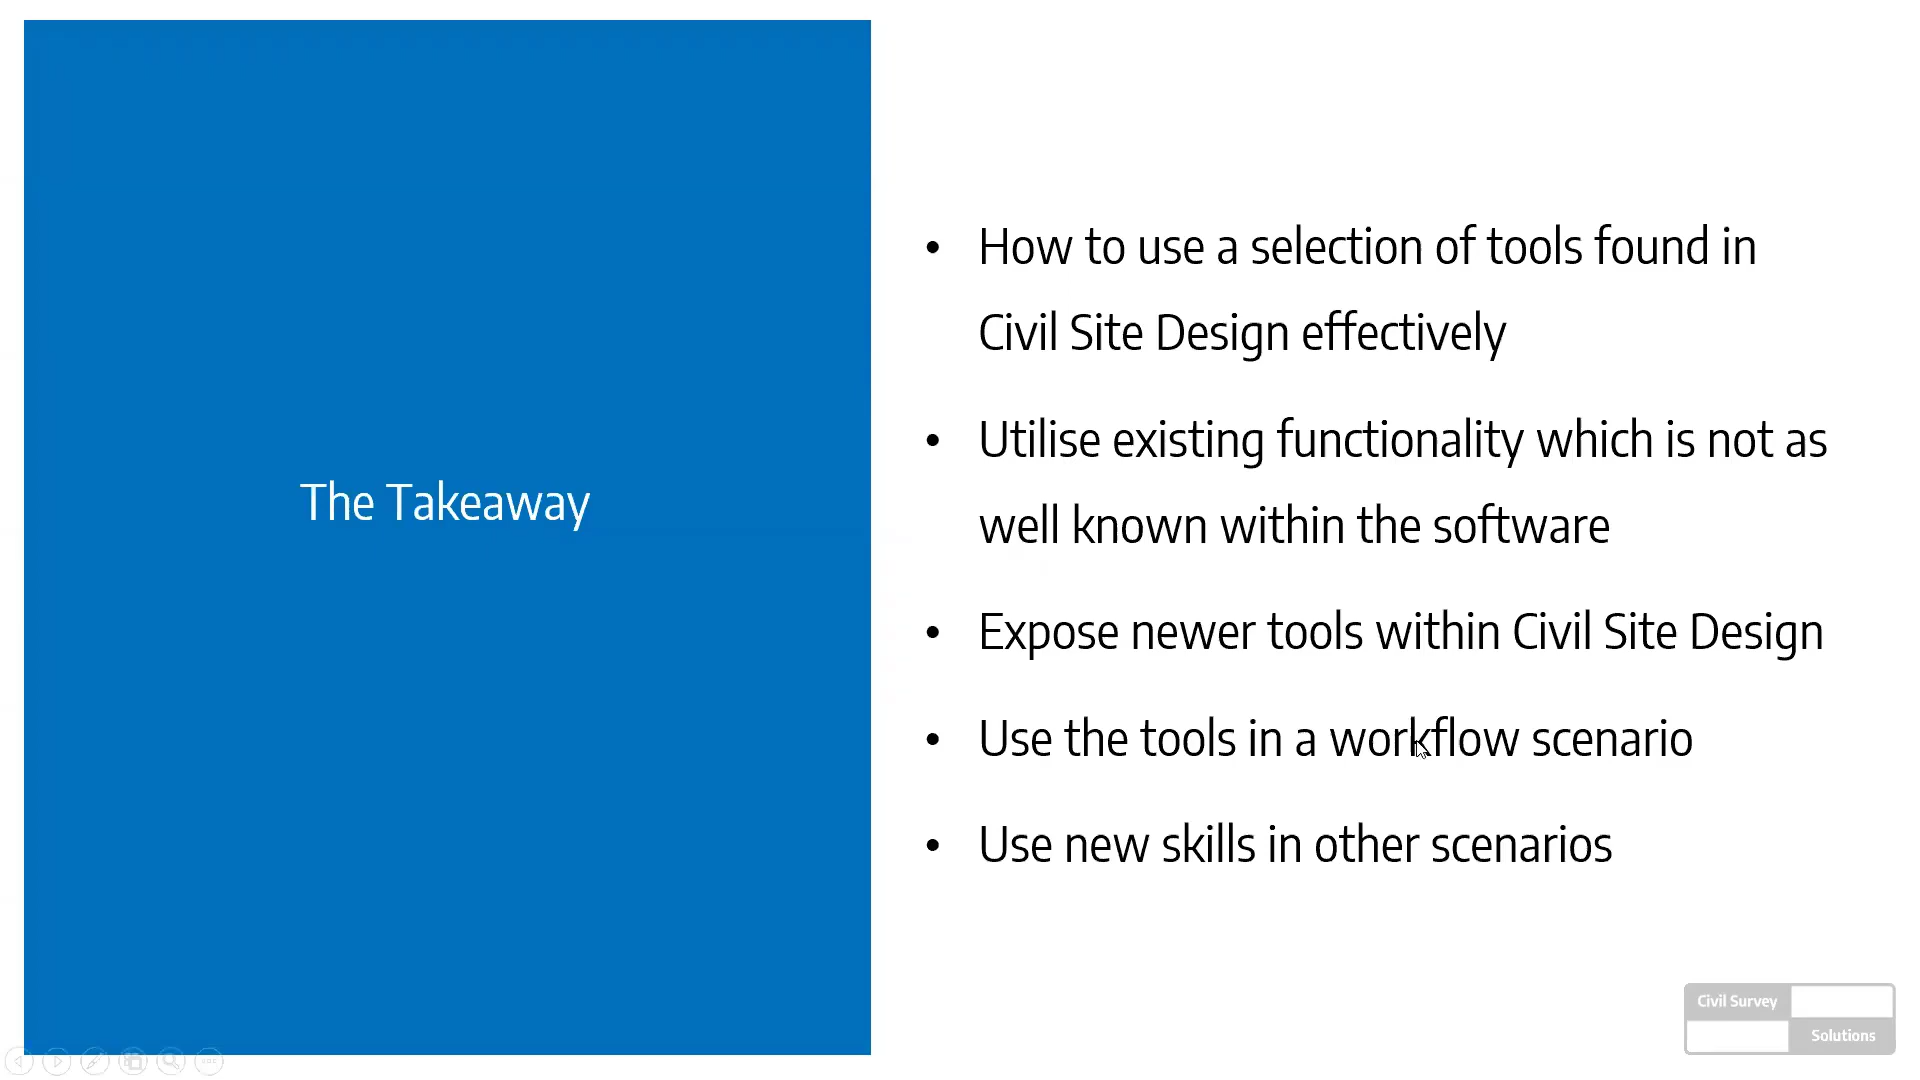 The Takeaway
• How to use a selection of tools found in
Civil Site Design effectively
• Utilise existing functionality which is not as
well known within the software
• Expose newer tools within Civil Site Design
• Use the tools in a workflow scenario
• Use new skills in other scenarios
Civil Survey
Solutions